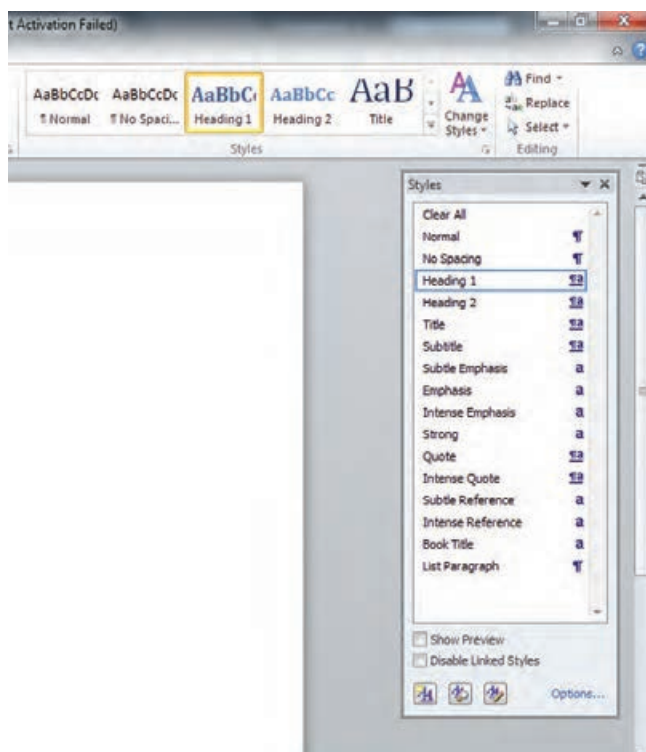 t Activation Failed)
AaBbCcDc AaBbCcDc AaBbC AaBbCc AaB
¶ Normal ¶ No Spaci... Heading 1 Heading 2 Title
Change
Styles
Find
Replace
Select
Styles
Editing
Styles
Clear All
Normal ¶
No Spacing ¶
Heading 1 ¶a
Heading 2 ¶a
Title ¶a
Subtitle ¶a
Subtle Emphasis a
Emphasis a
Intense Emphasis a
Strong a
Quote ¶a
Intense Quote ¶a
Subtle Reference a
Intense Reference a
Book Title a
List Paragraph ¶
Show Preview
Disable Linked Styles
Options...